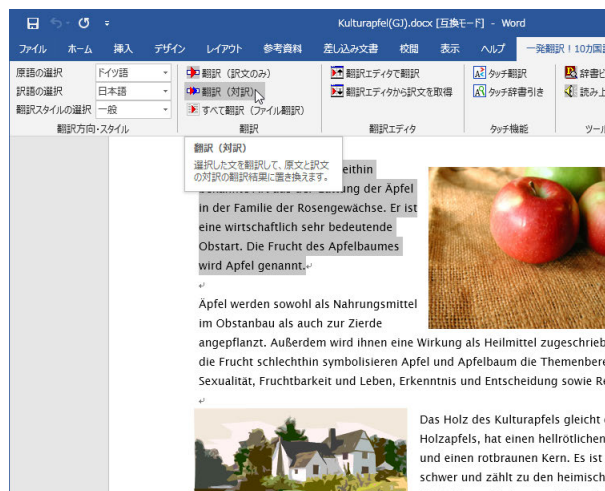 Kulturapfel(GJ).docx [互換モード] - Word
ファイル ホーム 挿入 デザイン レイアウト 参考資料 差し込み文書 校閲 表示 ヘルプ 一発翻訳！10カ国
原語の選択 ドイツ語
訳語の選択 日本語
翻訳スタイルの選択 一般
翻訳方向・スタイル
翻訳（訳文のみ）
翻訳（対訳）
すべて翻訳（ファイル翻訳）
翻訳
翻訳エディタで翻訳
翻訳エディタから訳文を取得
翻訳エディタ
タッチ翻訳
タッチ辞書引き
タッチ機能
辞書ビ
読み上
ツール
翻訳（対訳）
選択した文を翻訳して、原文と訳文
の対訳の翻訳結果に置き換えます。
eithin
der Äpfel
in der Familie der Rosengewächse. Er ist
eine wirtschaftlich sehr bedeutende
Obstart. Die Frucht des Apfelbaumes
wird Apfel genannt.
Äpfel werden sowohl als Nahrungsmittel
im Obstanbau als auch zur Zierde
angepflanzt. Außerdem wird ihnen eine Wirkung als Heilmittel zugeschrieb
die Frucht schlechthin symbolisieren Apfel und Apfelbaum die Themenbere
Sexualität, Fruchtbarkeit und Leben, Erkenntnis und Entscheidung sowie Re
Das Holz des Kulturapfels gleicht
Holzapfels, hat einen hellrötlichen
und einen rotbraunen Kern. Es ist
schwer und zählt zu den heimisch